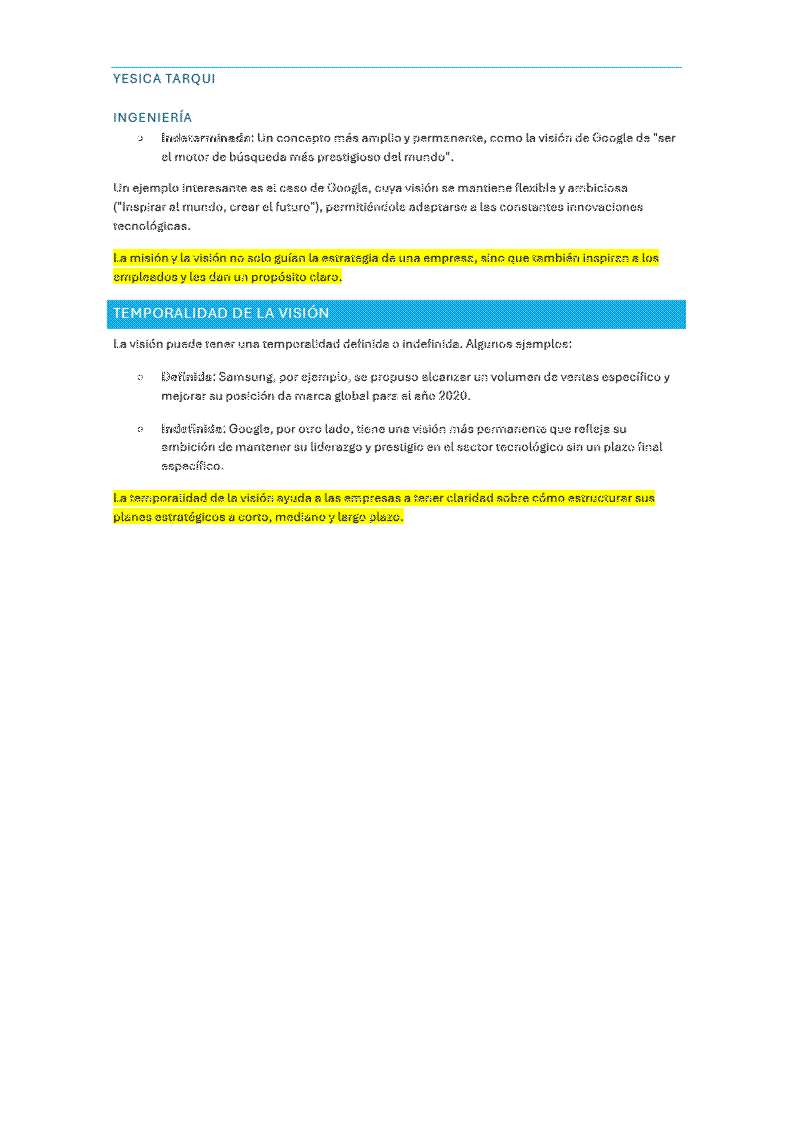 YESICA TARQUI
INGENIERÍA
○ Indeterminada: Un concepto más amplio y permanente, como la visión de Google de "ser
el motor de búsqueda más prestigioso del mundo".
Un ejemplo interesante es el caso de Google, cuya visión se mantiene flexible y ambiciosa
("Inspirar al mundo, crear el futuro"), permitiéndole adaptarse a las constantes innovaciones
tecnológicas.
La misión y la visión no solo guían la estrategia de una empresa, sino que también inspiran a los
empleados y les dan un propósito claro.
TEMPORALIDAD DE LA VISIÓN
La visión puede tener una temporalidad definida o indefinida. Algunos ejemplos:
○ Definida: Samsung, por ejemplo, se propuso alcanzar un volumen de ventas específico y
mejorar su posición de marca global para el año 2020.
○ Indefinida: Google, por otro lado, tiene una visión más permanente que refleja su
ambición de mantener su liderazgo y prestigio en el sector tecnológico sin un plazo final
específico.
La temporalidad de la visión ayuda a las empresas a tener claridad sobre cómo estructurar sus
planes estratégicos a corto, mediano y largo plazo.